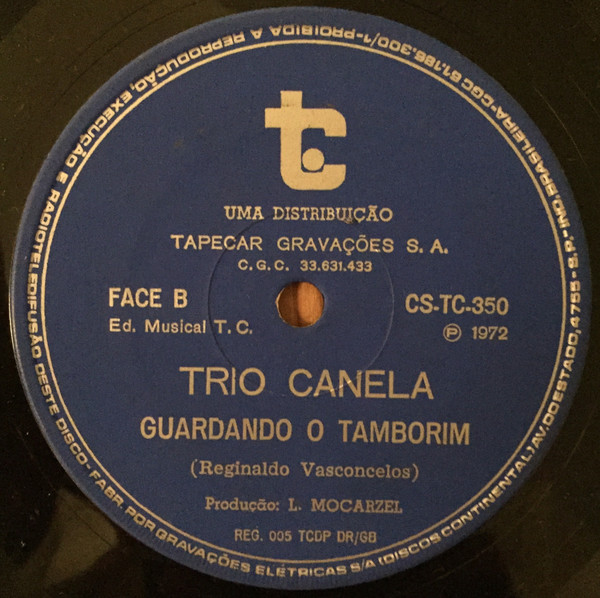 tc
UMA DISTRIBUIÇÃO
TAPECAR GRAVAÇÕES S. A.
C. G. C. 33.631.433
FACE B
CS-TC-350
Ed. Musical T. C.
℗ 1972
TRIO CANELA
GUARDANDO O TAMBORIM
(Reginaldo Vasconcelos)
Produção: L. MOCARZEL
REG. 005 TCDP DR/GB
FABR. POR GRAVAÇÕES ELÉTRICAS S/A (DISCOS CONTINENTAL) AV. DO ESTADO, 4755 - S. P. - IND. BRASILEIRA - CGC 61.186.300/1 - PROIBIDA A REPRODUÇÃO, EXECUÇÃO E RADIOTELEDIFUSÃO DESTE DISCO -